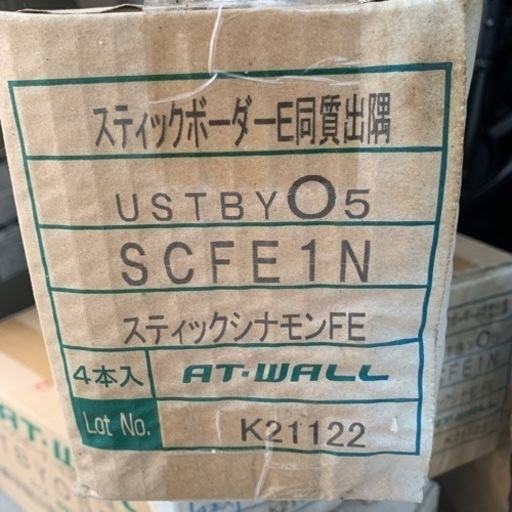 スティックボーダーE同質出隅
USTBYO5
SCFE1N
スティックシナモンFE
4本入 AT-WALL
Lot No. K21122